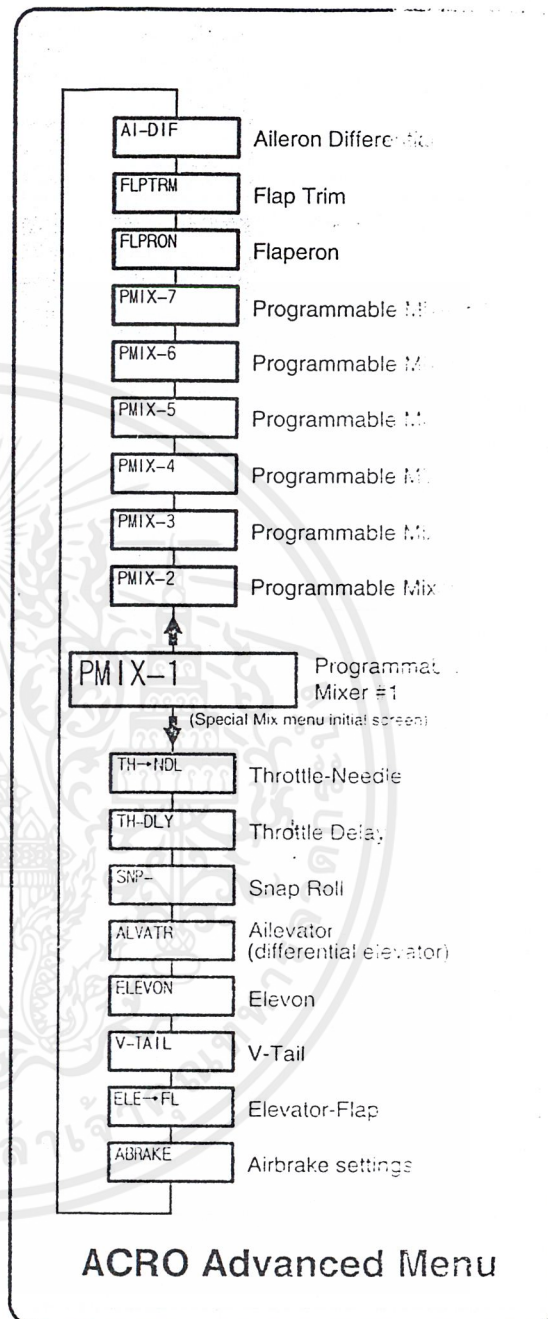 AI-DIF Aileron
FLPTRM Flap Trim
FLPRON Flaperon
PMIX-7 Programmable
PMIX-6 Programmable
PMIX-5 Programmable
PMIX-4 Programmable
PMIX-3 Programmable
PMIX-2 Programmable Mix
PMIX-1 
Mixer #1
(Special Mix menu initial screen)
TH→NDL Throttle-Needle
TH-DLY Throttle Delay
SNP- Snap Roll
ALVATR Ailevator
(differential elevator)
ELEVON Elevon
V-TAIL V-Tail
ELE→FL Elevator-Flap
ABRAKE Airbrake settings
ACRO Advanced Menu